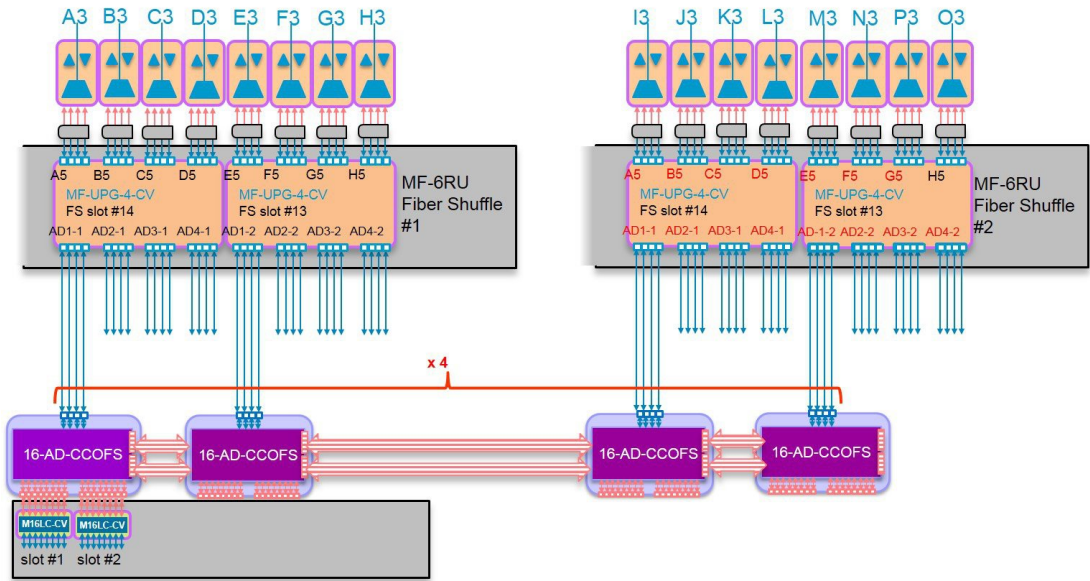 A3 B3 C3 D3 E3 F3 G3 H3
I3 J3 K3 L3 M3 N3 P3 O3
A5 B5 C5 D5 E5 F5 G5 H5
MF-UPG-4-CV
FS slot #14
AD1-1 AD2-1 AD3-1 AD4-1
MF-UPG-4-CV
FS slot #13
AD1-2 AD2-2 AD3-2 AD4-2
MF-6RU
Fiber Shuffle
#1
A5 B5 C5 D5 E5 F5 G5 H5
MF-UPG-4-CV
FS slot #14
AD1-1 AD2-1 AD3-1 AD4-1
MF-UPG-4-CV
FS slot #13
AD-1-2 AD2-2 AD3-2 AD4-2
MF-6RU
Fiber Shuffle
#2
x 4
16-AD-CCOFS
16-AD-CCOFS
16-AD-CCOFS
16-AD-CCOFS
M16LC-CV
M16LC-CV
slot #1
slot #2